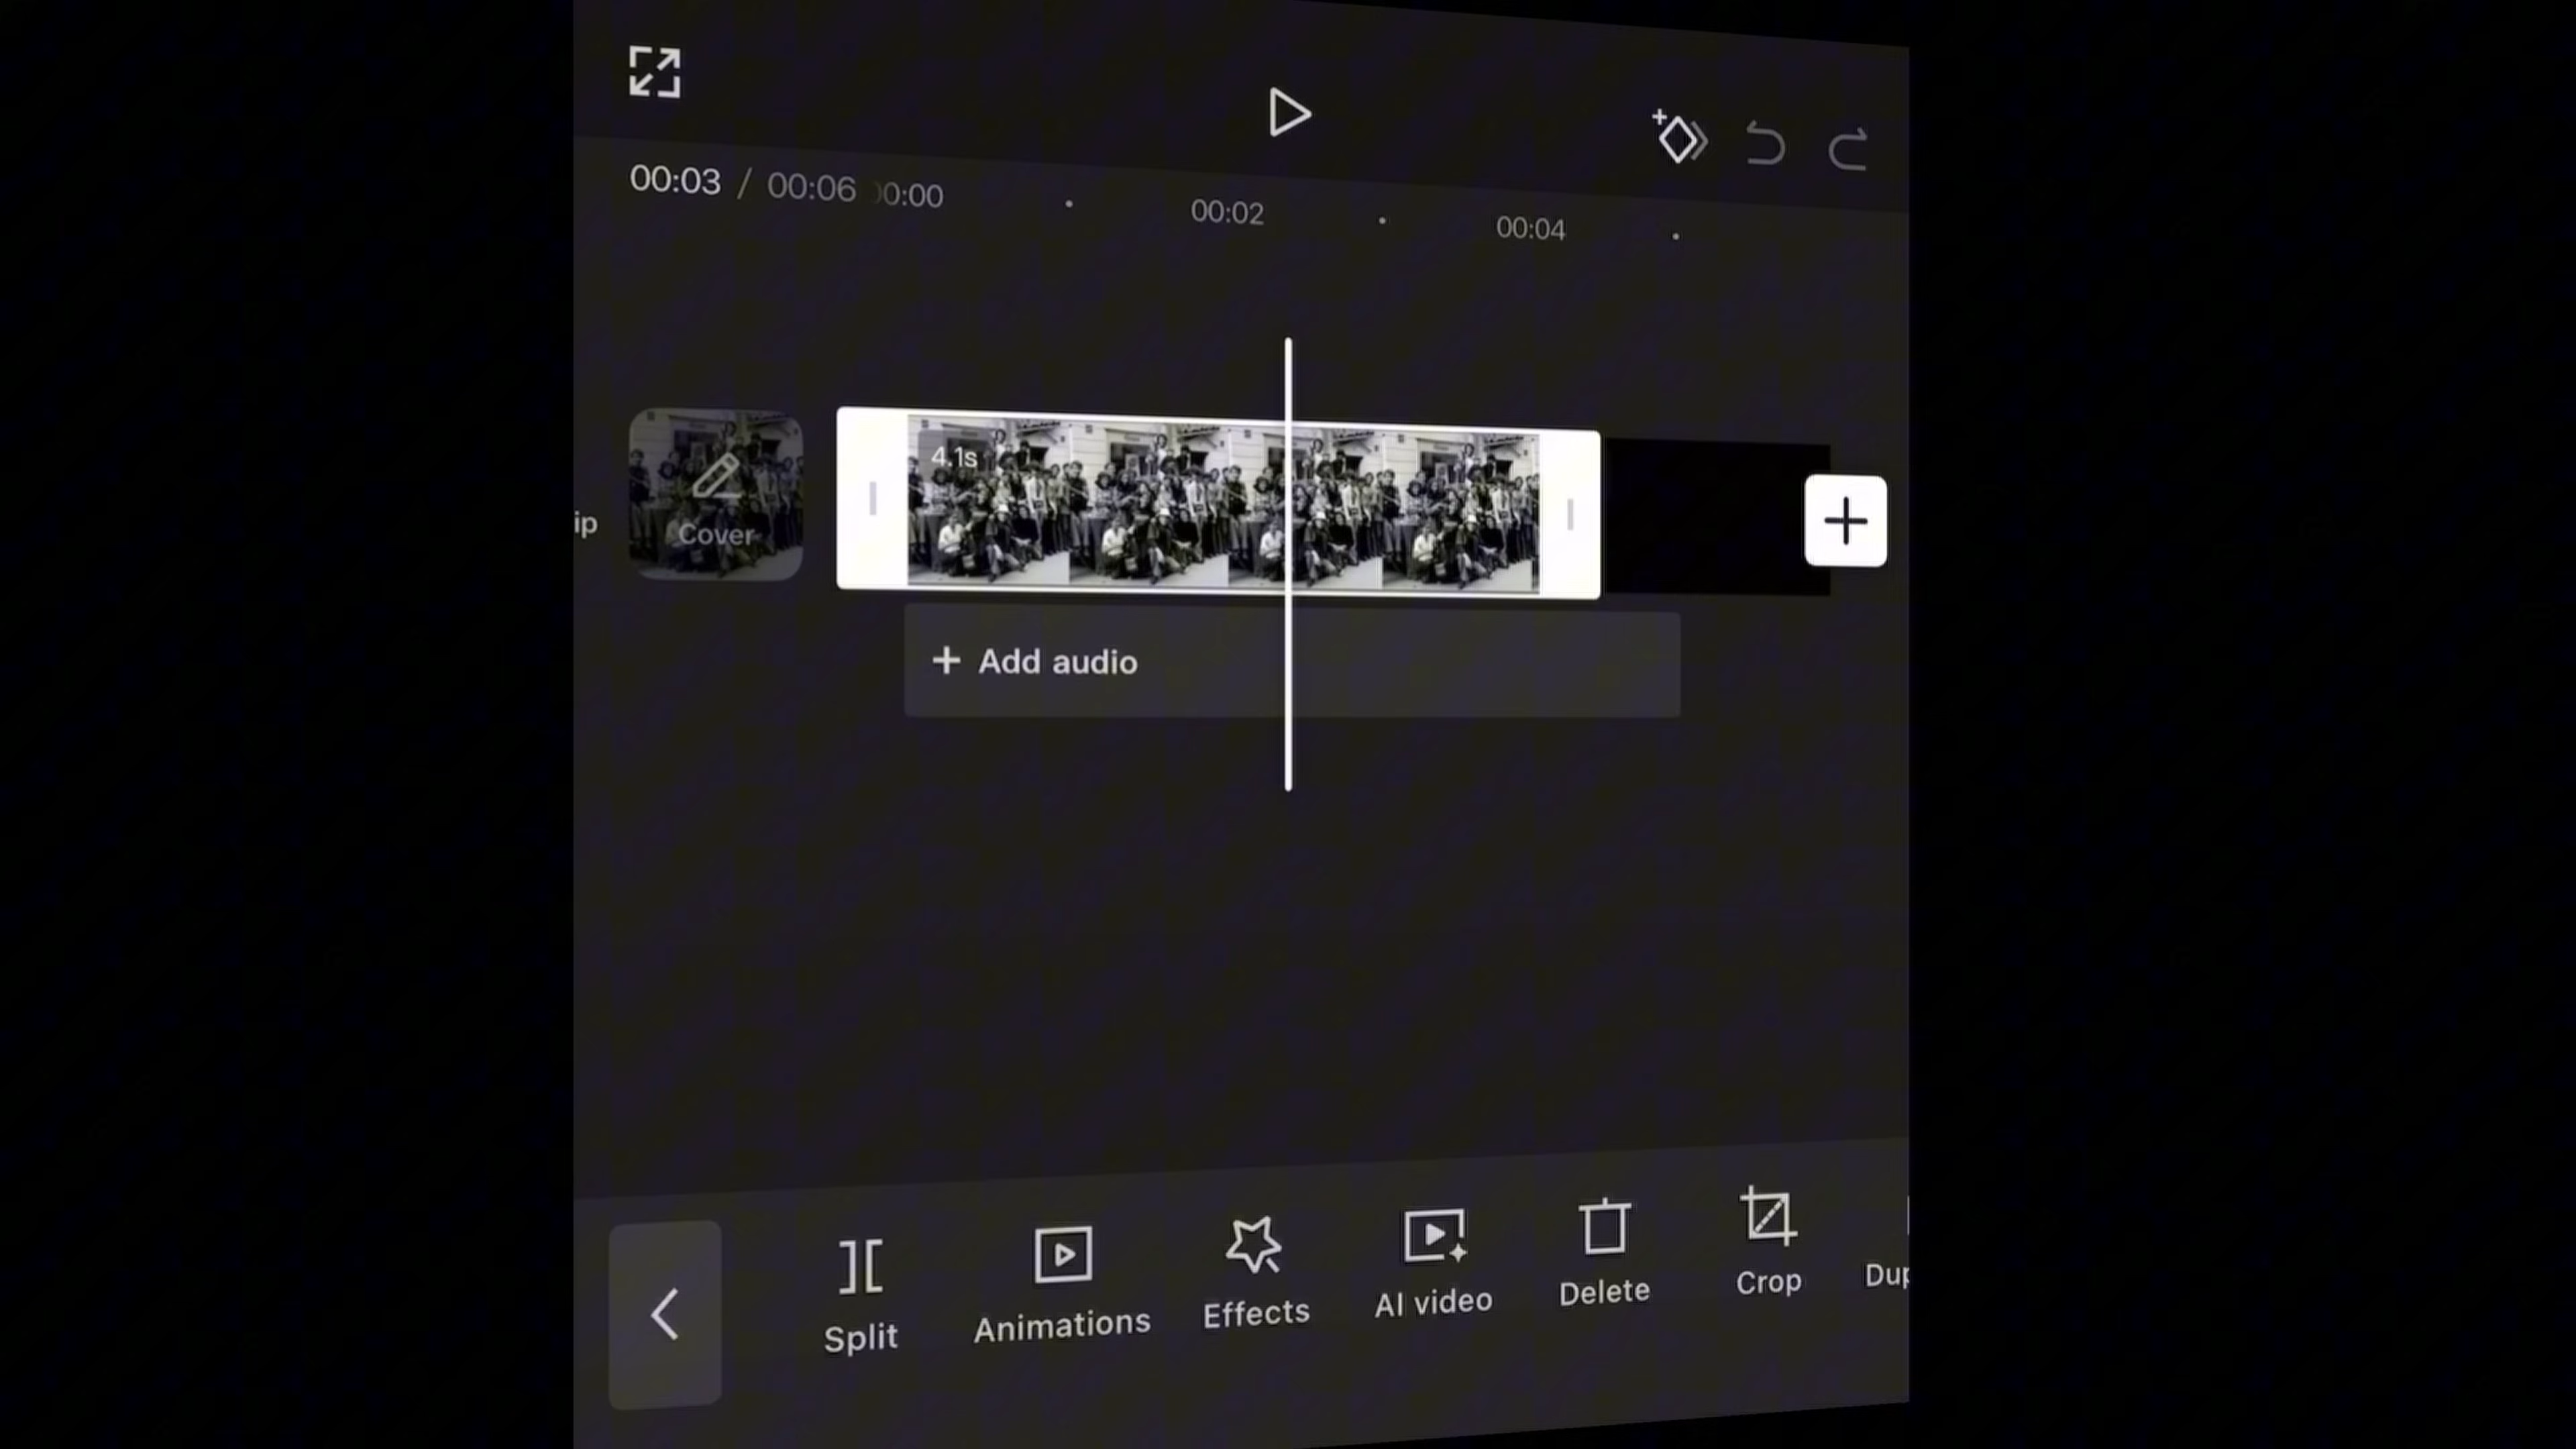 00:03 / 00:06
0:00
00:02
00:04
ip
Cover
4.1s
+ Add audio
Split
Animations
Effects
AI video
Delete
Crop
Dup